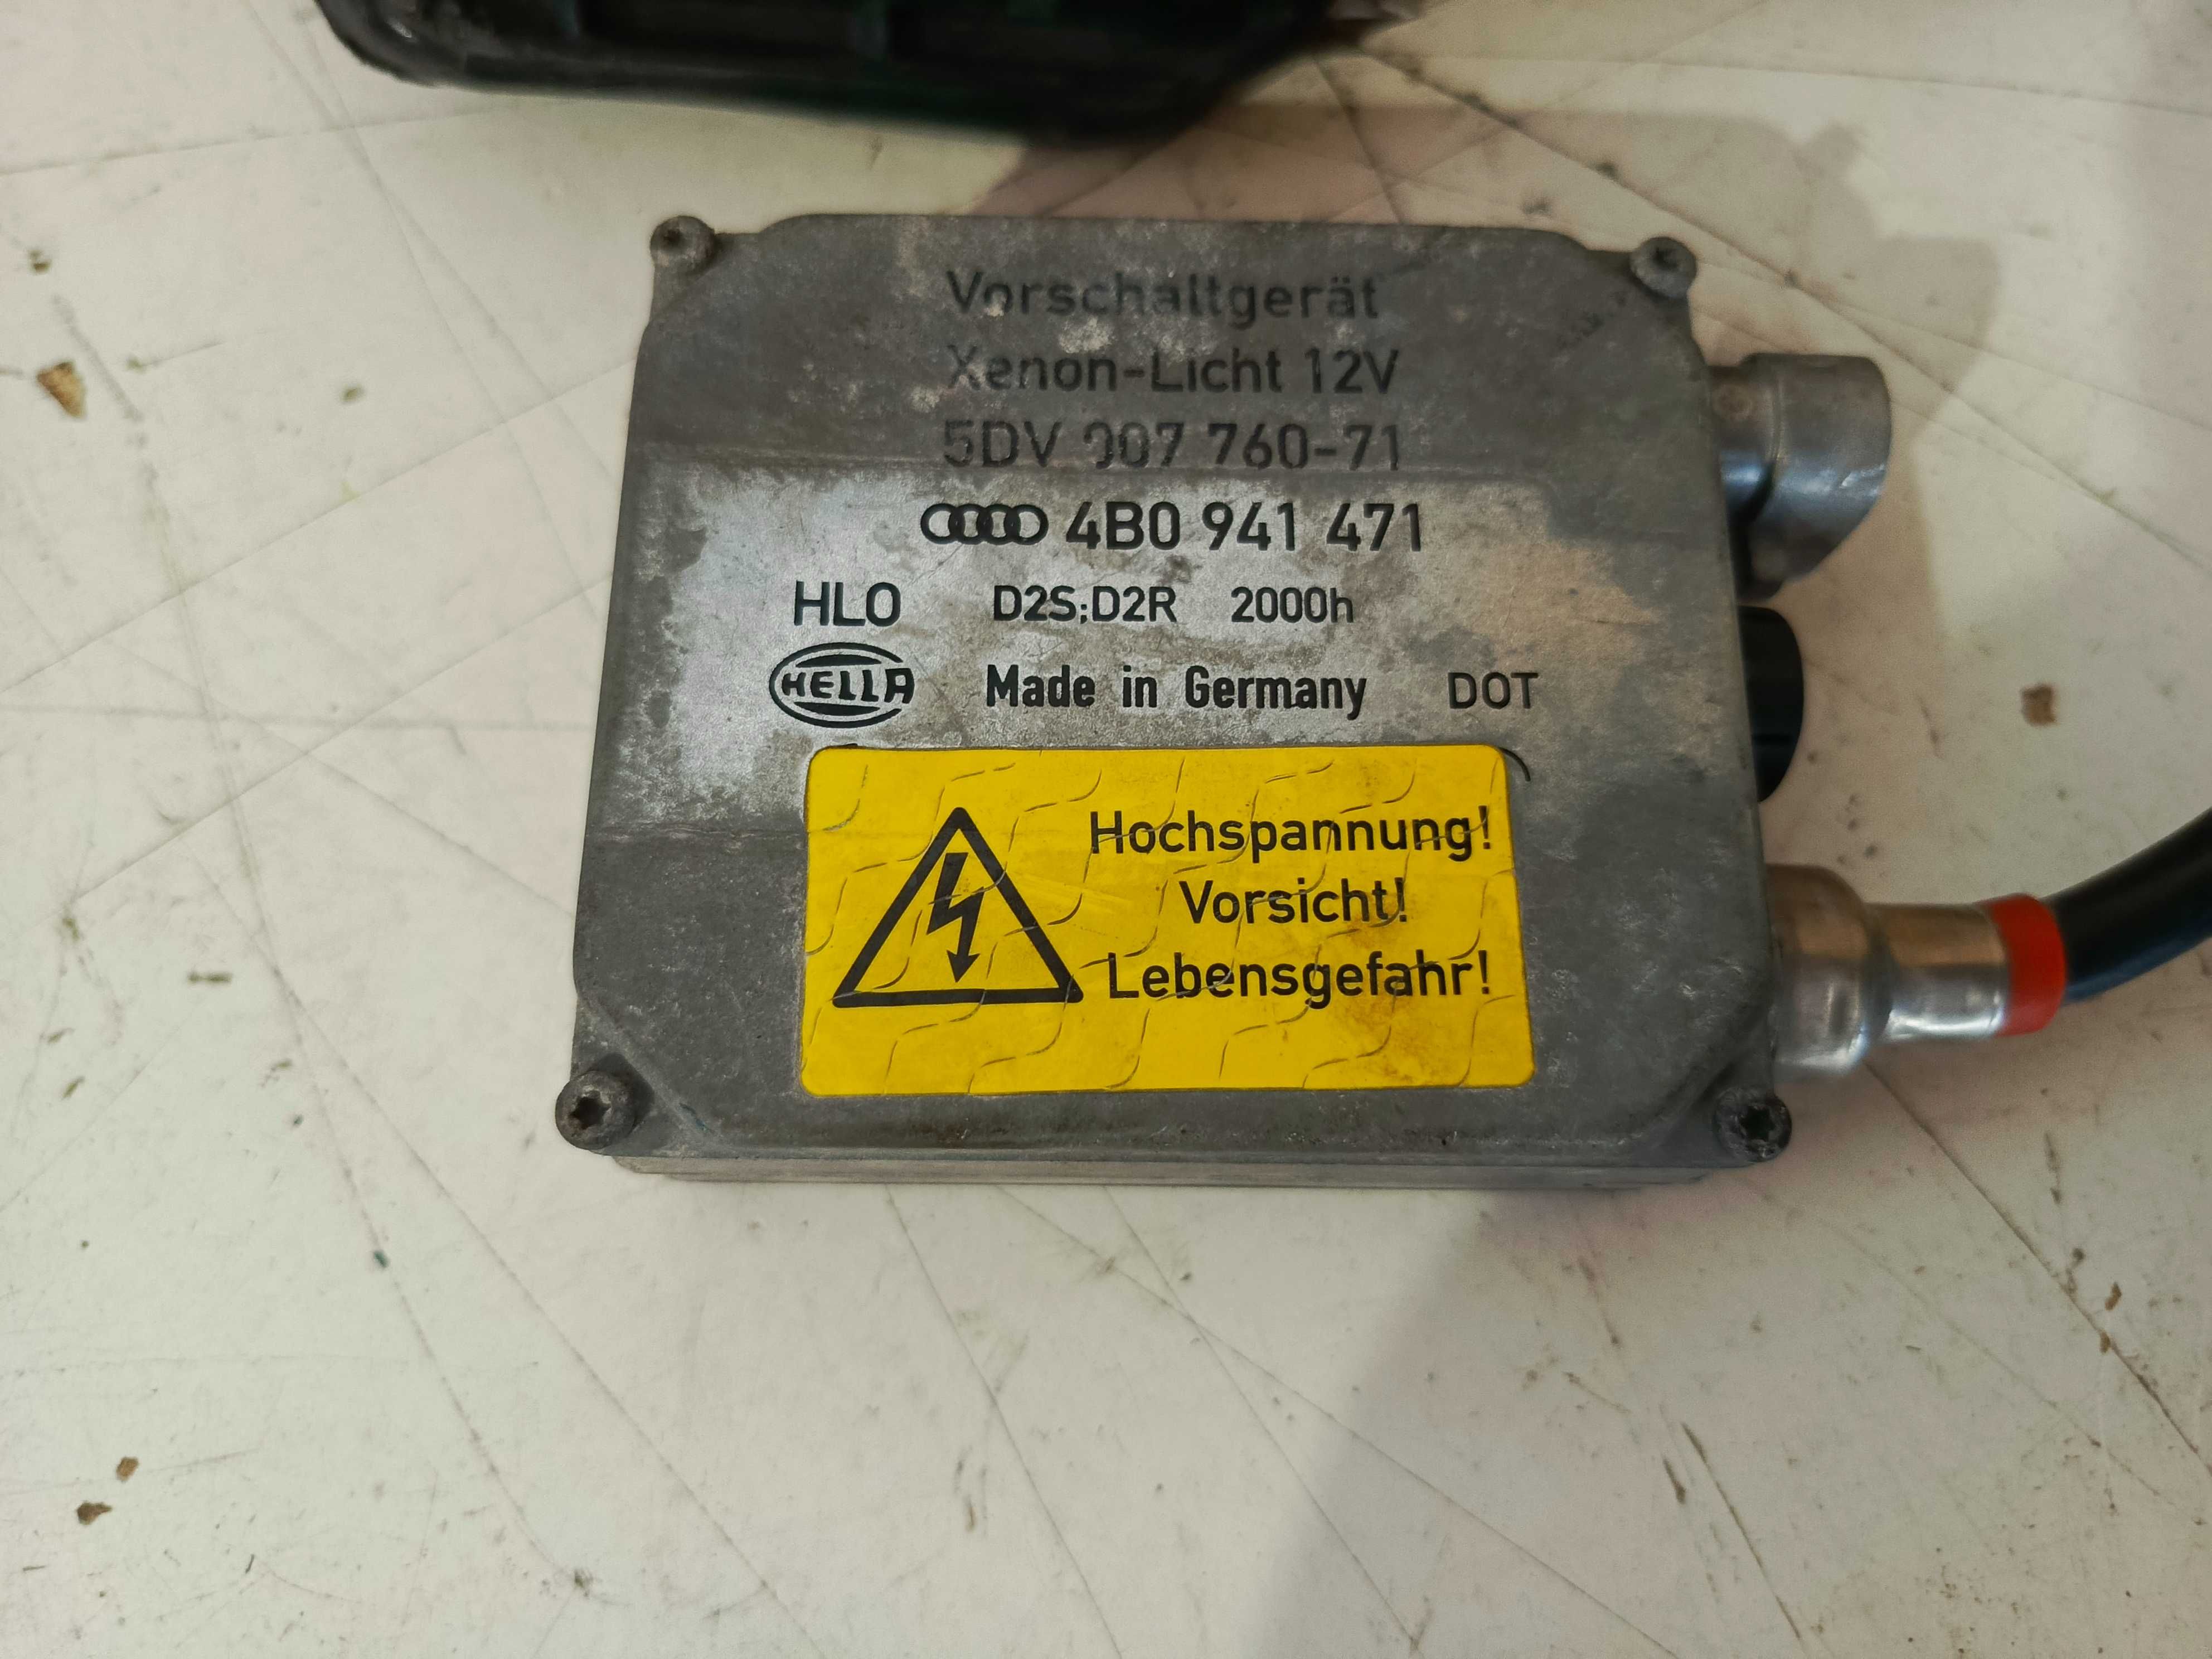 Vorschaltgerät
Xenon-Licht 12V
5DV 007 760-71
4B0 941 471
HLO D2S;D2R 2000h
HELLA Made in Germany DOT
Hochspannung!
Vorsicht!
Lebensgefahr!